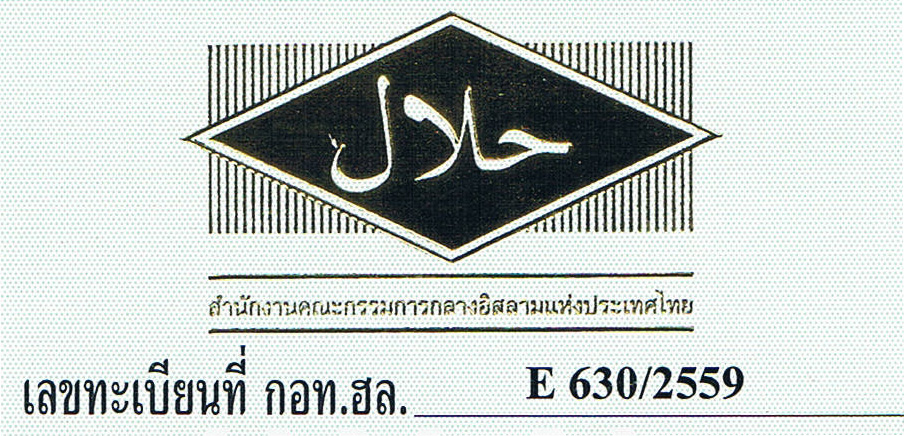 حلال
สำนักงานคณะกรรมการกลางอิสลามแห่งประเทศไทย
เลขทะเบียนที่ กอท.ฮล. E 630/2559